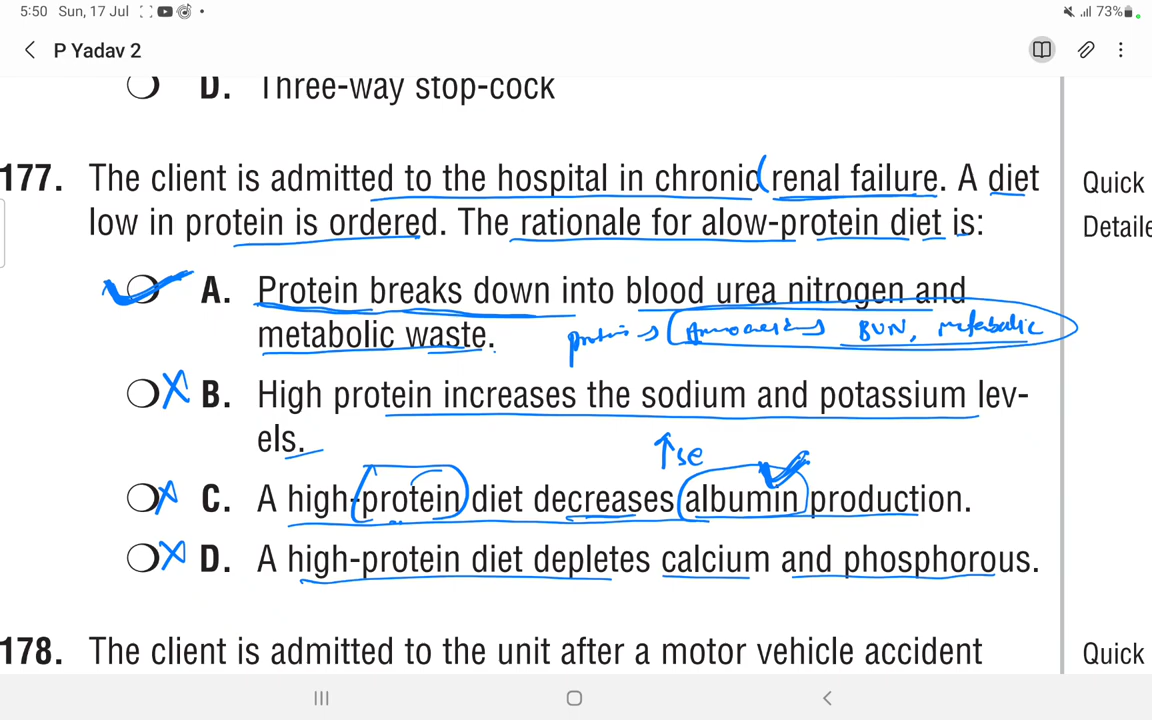 5:50 Sun, 17 Jul
73%
P Yadav 2
D. Three-way stop-cock
177. The client is admitted to the hospital in chronic renal failure. A diet
Quick
low in protein is ordered. The rationale for alow-protein diet is:
Detaile
A. Protein breaks down into blood urea nitrogen and
metabolic waste.
protein → BUN, metabolic
B. High protein increases the sodium and potassium lev-
els.
↑se
C. A high-protein diet decreases albumin production.
D. A high-protein diet depletes calcium and phosphorous.
178. The client is admitted to the unit after a motor vehicle accident
Quick